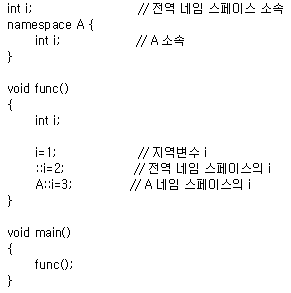 int i;                    // 전역 네임 스페이스 소속
namespace A {
     int i;               // A 소속
}
void func()
{
     int i;
     i=1;                 // 지역변수 i
     ::i=2;               // 전역 네임 스페이스의 i
     A::i=3;              // A 네임 스페이스의 i
}
void main()
{
     func();
}